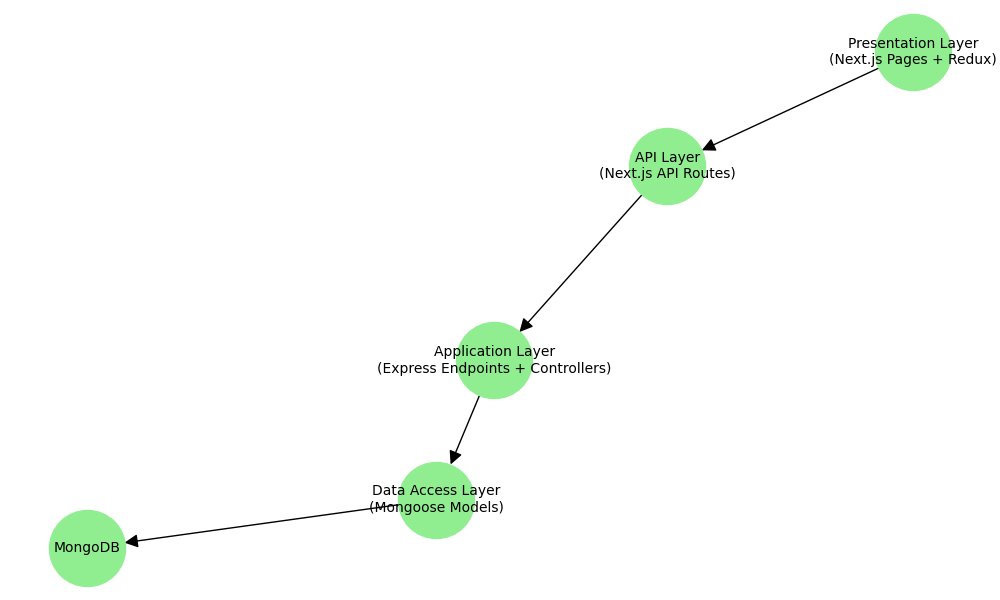 Presentation Layer
(Next.js Pages + Redux)
API Layer
(Next.js API Routes)
Application Layer
(Express Endpoints + Controllers)
Data Access Layer
(Mongoose Models)
MongoDB